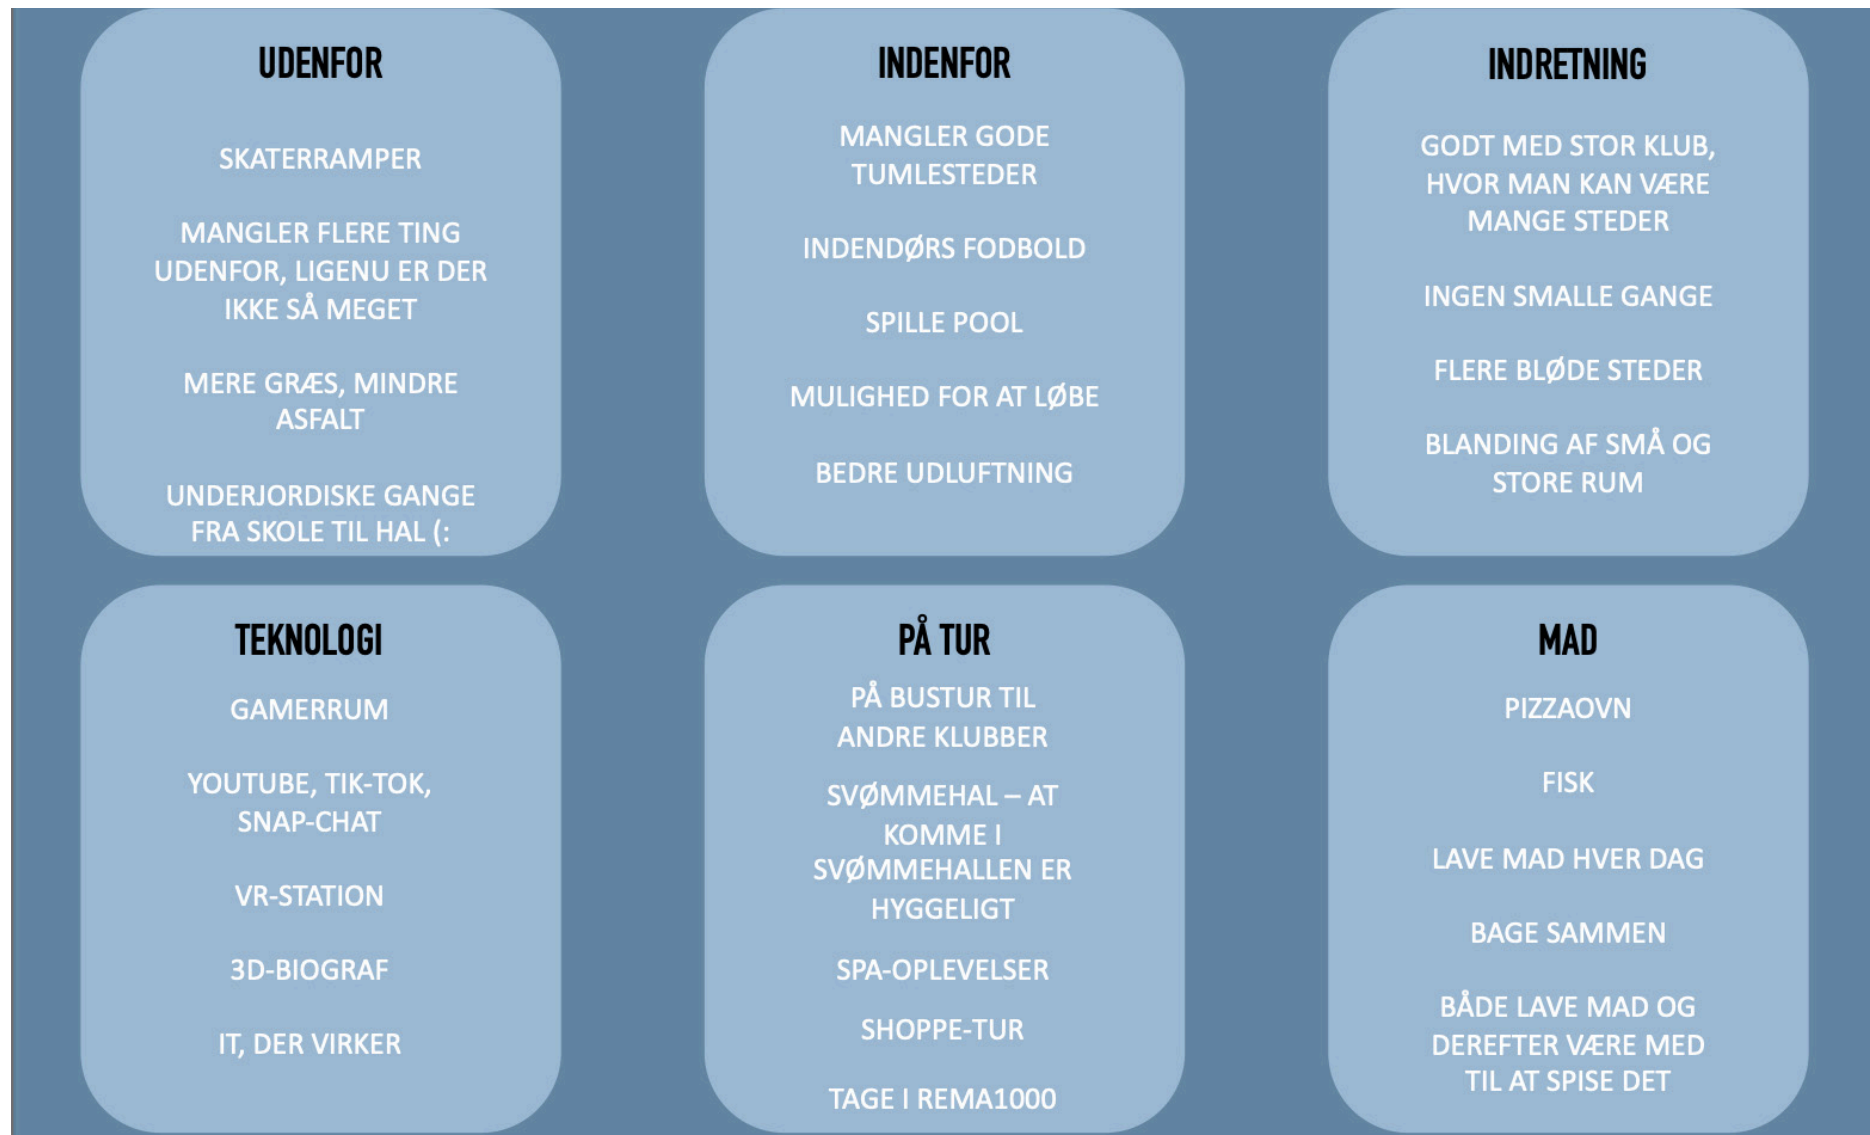 UDENFOR
SKATERRAMPER
MANGLER FLERE TING
UDENFOR, LIGENU ER DER
IKKE SÅ MEGET
MERE GRÆS, MINDRE
ASFALT
UNDERJORDISKE GANGE
FRA SKOLE TIL HAL (:
INDENFOR
MANGLER GODE
TUMLESTEDER
INDENDØRS FODBOLD
SPILLE POOL
MULIGHED FOR AT LØBE
BEDRE UDLUFTNING
INDRETNING
GODT MED STOR KLUB,
HVOR MAN KAN VÆRE
MANGE STEDER
INGEN SMALLE GANGE
FLERE BLØDE STEDER
BLANDING AF SMÅ OG
STORE RUM
TEKNOLOGI
GAMERRUM
YOUTUBE, TIK-TOK,
SNAP-CHAT
VR-STATION
3D-BIOGRAF
IT, DER VIRKER
PÅ TUR
PÅ BUSTUR TIL
ANDRE KLUBBER
SVØMMEHAL – AT
KOMME I
SVØMMEHALLEN ER
HYGGELIGT
SPA-OPLEVELSER
SHOPPE-TUR
TAGE I REMA1000
MAD
PIZZAOVN
FISK
LAVE MAD HVER DAG
BAGE SAMMEN
BÅDE LAVE MAD OG
DEREFTER VÆRE MED
TIL AT SPISE DET